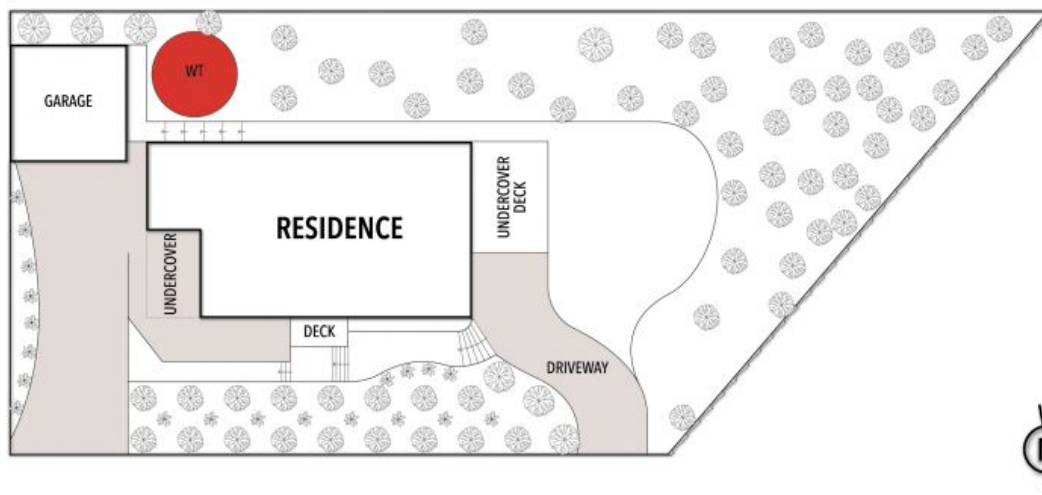 WT
GARAGE
UNDERCOVER
DECK
RESIDENCE
UNDERCOVER
DECK
DRIVEWAY